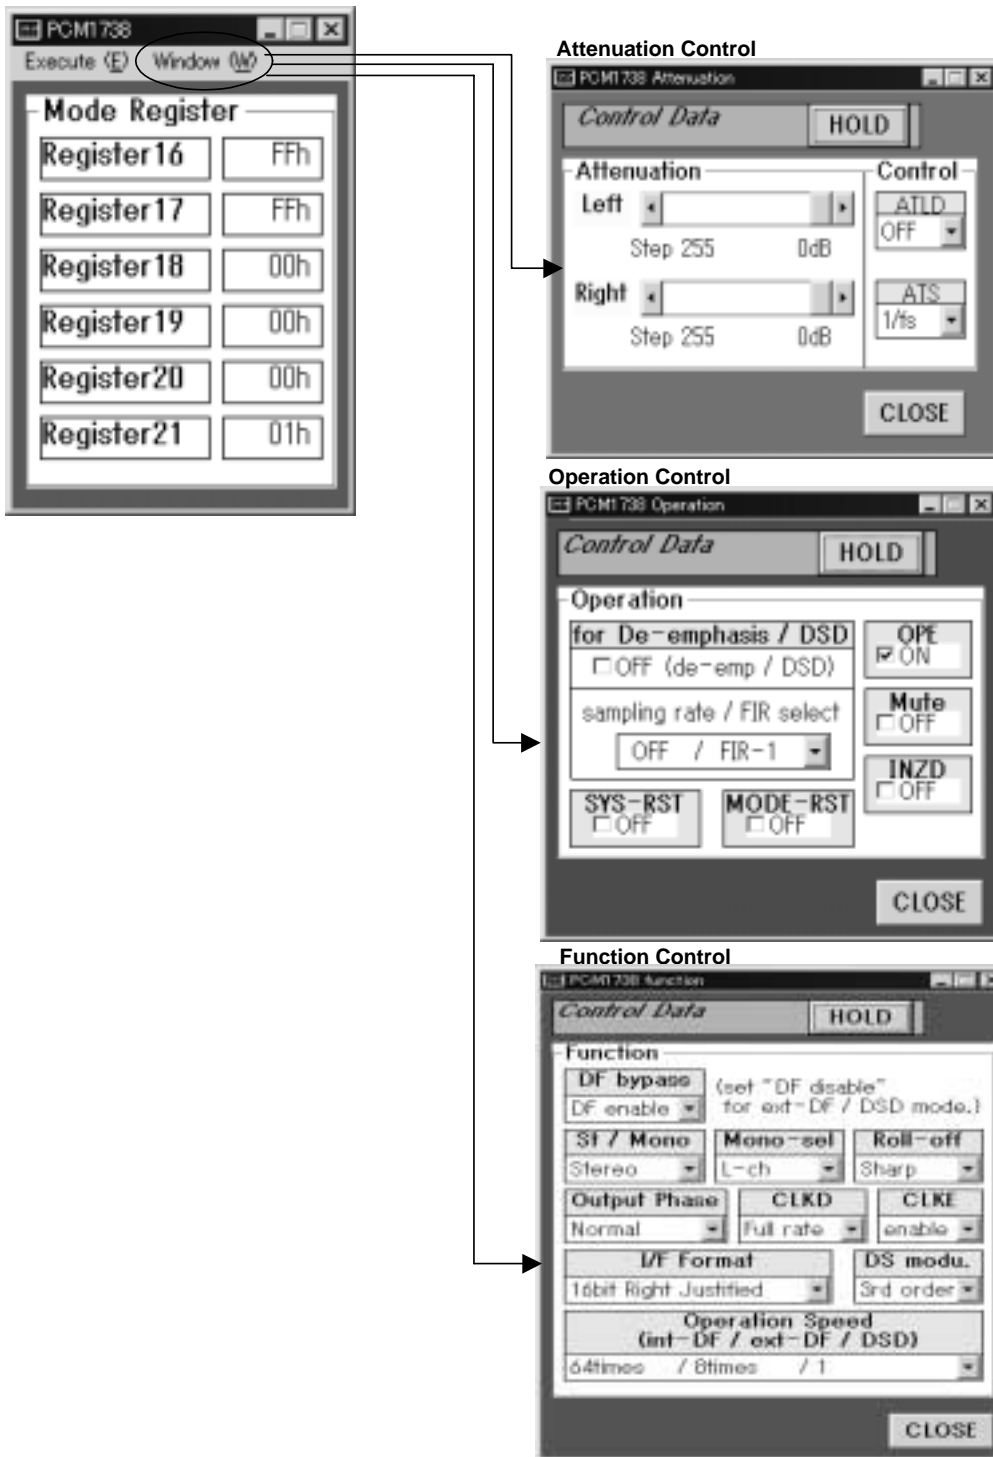 PCM1738
Execute (E) Window (W)
Mode Register
Register16 FFh
Register17 FFh
Register18 00h
Register19 00h
Register20 00h
Register21 01h
Attenuation Control
PCM1738 Attenuation
Control Data HOLD
Attenuation Control
Left ATLD
OFF
Step 255 0dB
Right ATS
1/fs
Step 255 0dB
CLOSE
Operation Control
PCM1738 Operation
Control Data HOLD
Operation
for De-emphasis / DSD OPE
OFF (de-emp / DSD) ON
sampling rate / FIR select Mute
OFF
OFF / FIR-1
INZD
OFF
SYS-RST MODE-RST
OFF OFF
CLOSE
Function Control
PCM1738 function
Control Data HOLD
Function
DF bypass (set "DF disable"
DF enable for ext-DF / DSD mode.)
St / Mono Mono-sel Roll-off
Stereo L-ch Sharp
Output Phase CLKD CLKE
Normal Full rate enable
I/F Format DS modu.
16bit Right Justified 3rd order
Operation Speed
(int-DF / ext-DF / DSD)
64times / 8times / 1
CLOSE